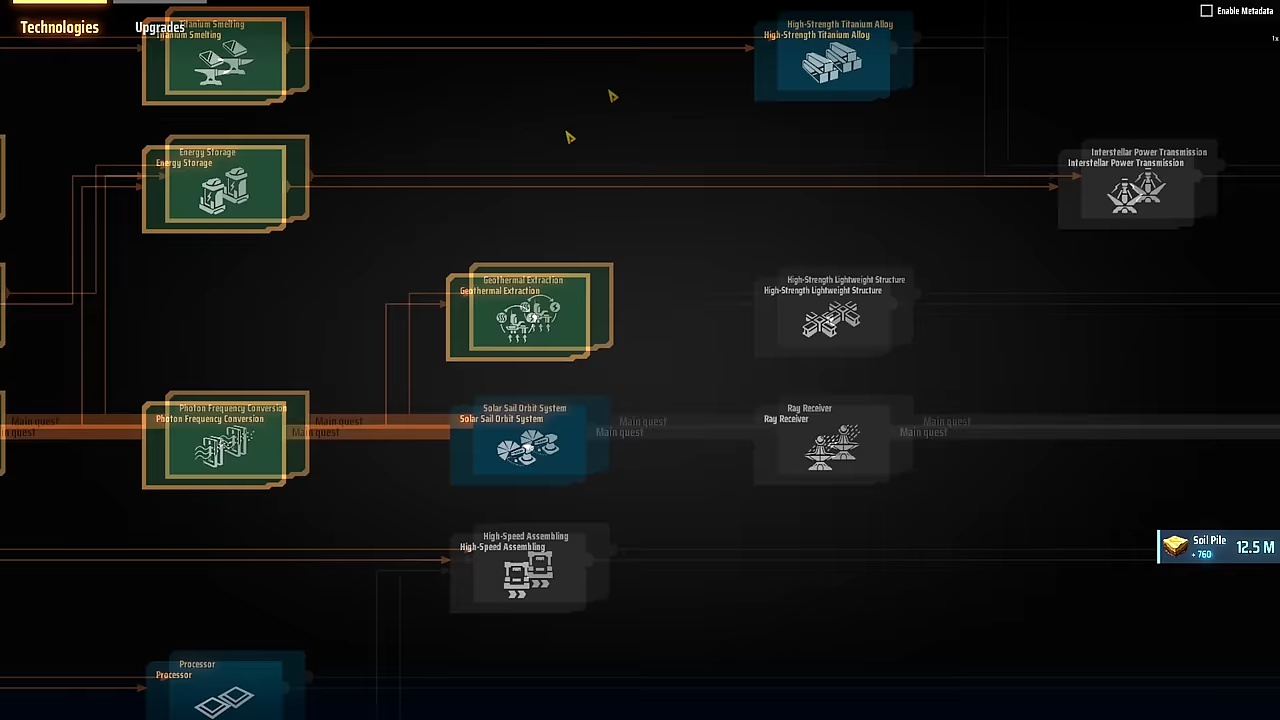 Technologies
Upgrades
Enable Metadata
1x
Titanium Smelting
Titanium Smelting
High-Strength Titanium Alloy
High-Strength Titanium Alloy
Energy Storage
Energy Storage
Interstellar Power Transmission
Interstellar Power Transmission
Geothermal Extraction
Geothermal Extraction
High-Strength Lightweight Structure
High-Strength Lightweight Structure
Main quest
Main quest
Photon Frequency Conversion
Photon Frequency Conversion
Main quest
Main quest
Solar Sail Orbit System
Solar Sail Orbit System
Main quest
Main quest
Ray Receiver
Ray Receiver
Main quest
Main quest
High-Speed Assembling
High-Speed Assembling
Soil Pile
+ 760
12.5 M
Processor
Processor